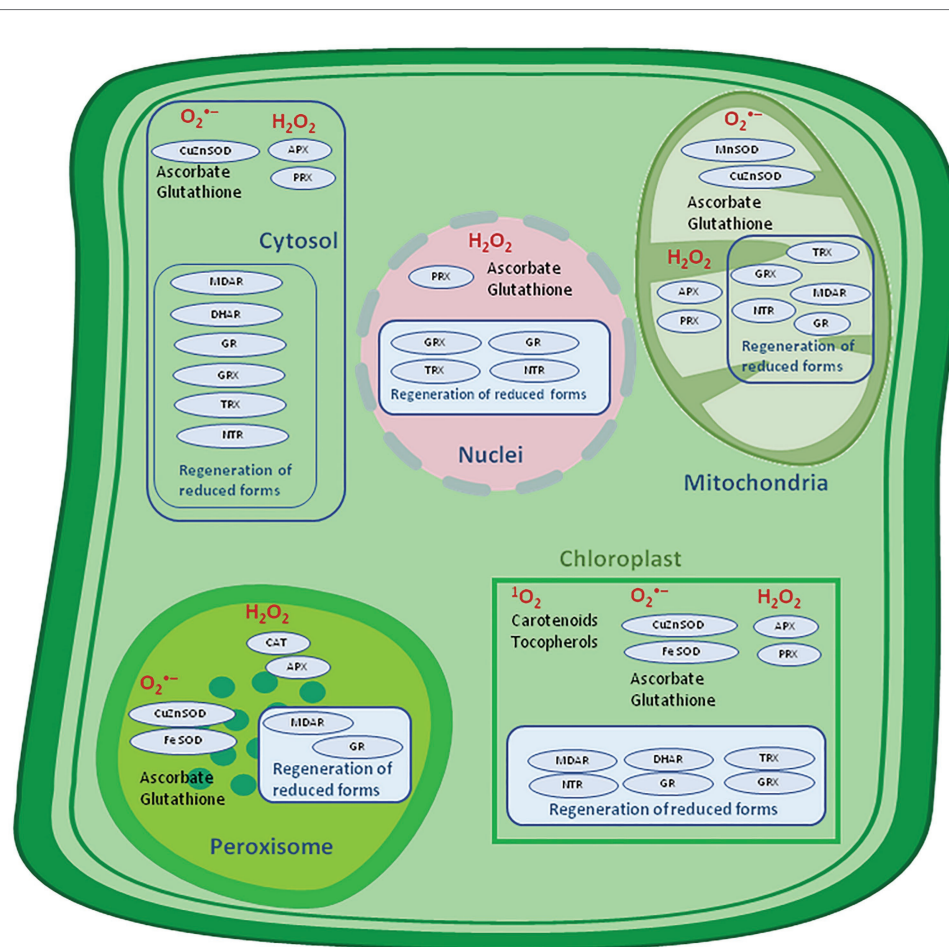 O₂•–
H₂O₂
CuZnSOD
APX
PRX
Ascorbate
Glutathione
Cytosol
MDAR
DHAR
GR
GRX
TRX
NTR
Regeneration of
reduced forms
H₂O₂
PRX
Ascorbate
Glutathione
GRX
GR
TRX
NTR
Regeneration of reduced forms
Nuclei
O₂•–
MnSOD
CuZnSOD
Ascorbate
Glutathione
H₂O₂
APX
PRX
TRX
GRX
MDAR
NTR
GR
Regeneration of
reduced forms
Mitochondria
H₂O₂
CAT
APX
O₂•–
CuZnSOD
FeSOD
Ascorbate
Glutathione
MDAR
GR
Regeneration of
reduced forms
Peroxisome
Chloroplast
¹O₂
Carotenoids
Tocopherols
O₂•–
CuZnSOD
FeSOD
Ascorbate
Glutathione
H₂O₂
APX
PRX
MDAR
DHAR
TRX
NTR
GR
GRX
Regeneration of reduced forms